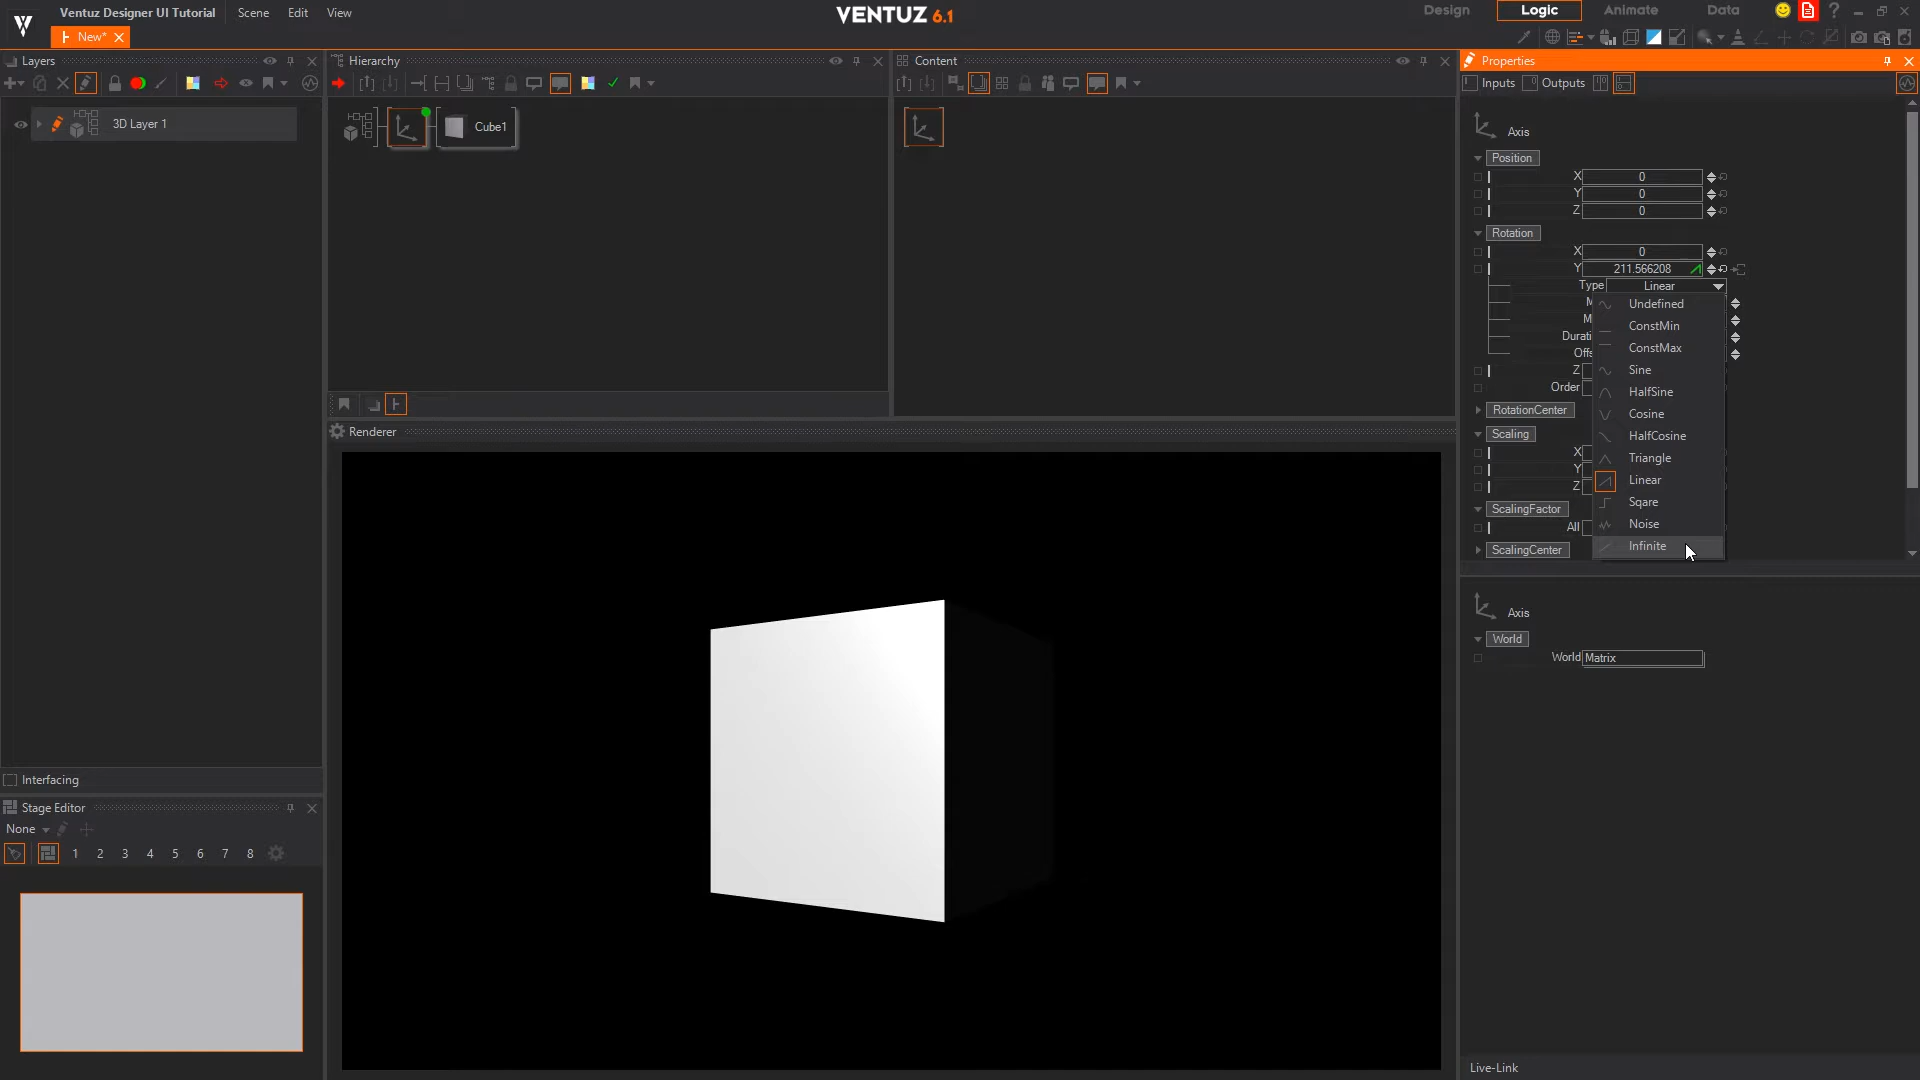 Ventuz Designer UI Tutorial
Scene
Edit
View
VENTUZ 6.1
Design
Logic
Animate
Data
New*
Layers
3D Layer 1
Interfacing
Stage Editor
None
1 2 3 4 5 6 7 8
Hierarchy
Cube1
Content
Renderer
Properties
Inputs
Outputs
Axis
Position
X 0
Y 0
Z 0
Rotation
X 0
Y 211.566208
Type Linear
Undefined
ConstMin
ConstMax
Sine
HalfSine
Cosine
HalfCosine
Triangle
Linear
Sqare
Noise
Infinite
Z
Order
RotationCenter
Scaling
X
Y
Z
ScalingFactor
All
ScalingCenter
Axis
World
World Matrix
Live-Link